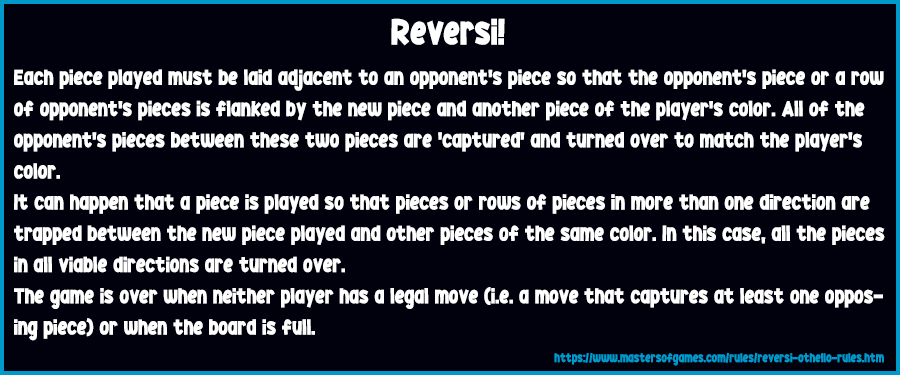 Reversi!
Each piece played must be laid adjacent to an opponent's piece so that the opponent's piece or a row
of opponent's pieces is flanked by the new piece and another piece of the player's color. All of the
opponent's pieces between these two pieces are 'captured' and turned over to match the player's
color.
It can happen that a piece is played so that pieces or rows of pieces in more than one direction are
trapped between the new piece played and other pieces of the same color. In this case, all the pieces
in all viable directions are turned over.
The game is over when neither player has a legal move (i.e. a move that captures at least one oppos-
ing piece) or when the board is full.
https://www.mastersofgames.com/rules/reversi-othello-rules.htm